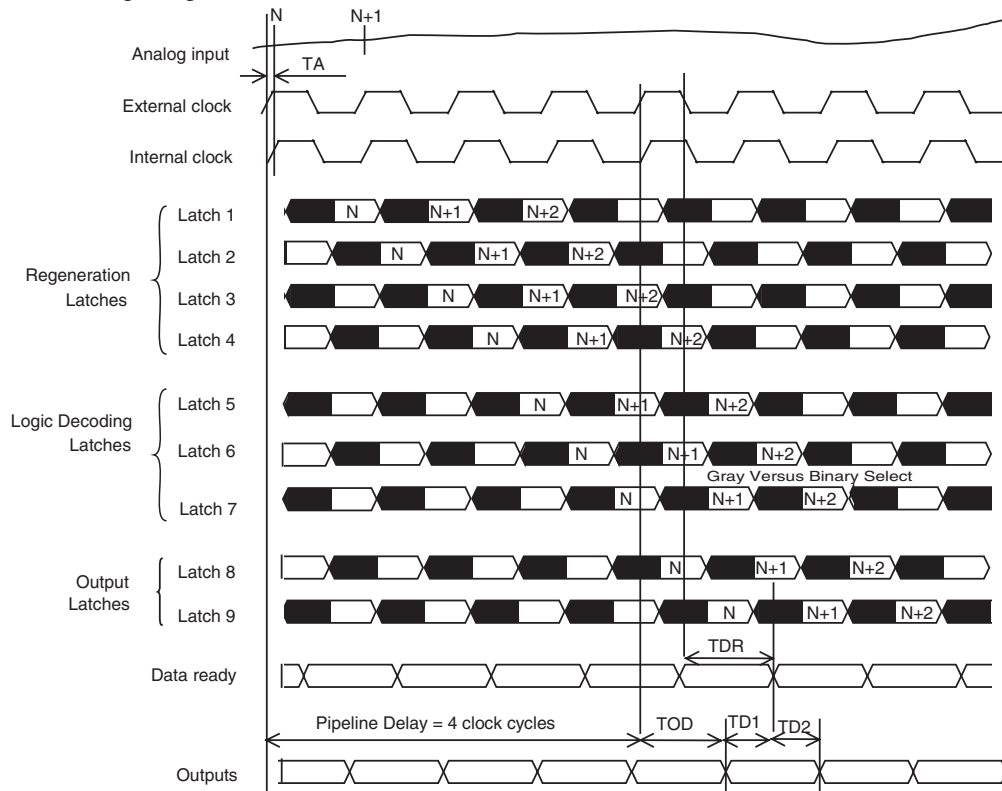 N
N+1
Analog input
TA
External clock
Internal clock
Latch 1 N N+1 N+2
Latch 2 N N+1 N+2
Regeneration
Latches
Latch 3 N N+1 N+2
Latch 4 N N+1 N+2
Latch 5 N N+1 N+2
Logic Decoding
Latches
Latch 6 N N+1 N+2
Gray Versus Binary Select
Latch 7 N N+1 N+2
Latch 8 N N+1 N+2
Output
Latches
Latch 9 N N+1 N+2
TDR
Data ready
Pipeline Delay = 4 clock cycles TOD TD1 TD2
Outputs